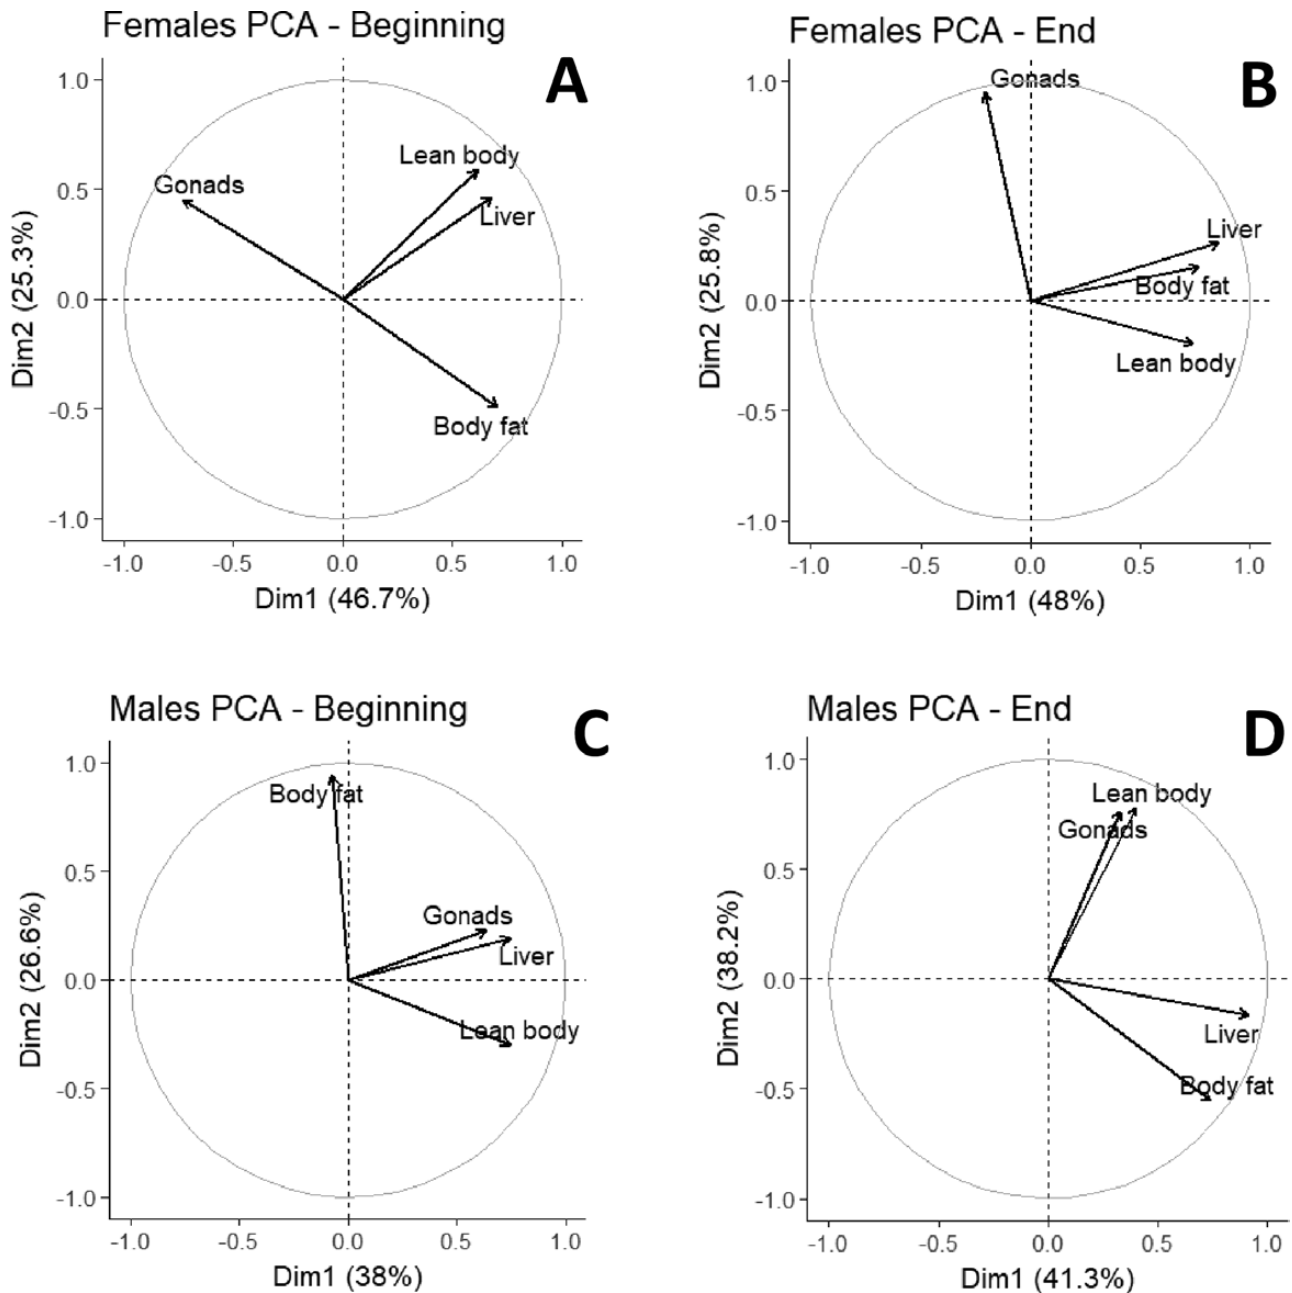 Females PCA - Beginning
A
1.0
0.5
0.0
-0.5
-1.0
Dim2 (25.3%)
Gonads
Lean body
Liver
Body fat
-1.0 -0.5 0.0 0.5 1.0
Dim1 (46.7%)
Females PCA - End
B
1.0
0.5
0.0
-0.5
-1.0
Dim2 (25.8%)
Gonads
Liver
Body fat
Lean body
-1.0 -0.5 0.0 0.5 1.0
Dim1 (48%)
Males PCA - Beginning
C
1.0
0.5
0.0
-0.5
-1.0
Dim2 (26.6%)
Body fat
Gonads
Liver
Lean body
-1.0 -0.5 0.0 0.5 1.0
Dim1 (38%)
Males PCA - End
D
1.0
0.5
0.0
-0.5
-1.0
Dim2 (38.2%)
Lean body
Gonads
Liver
Body fat
-1.0 -0.5 0.0 0.5 1.0
Dim1 (41.3%)